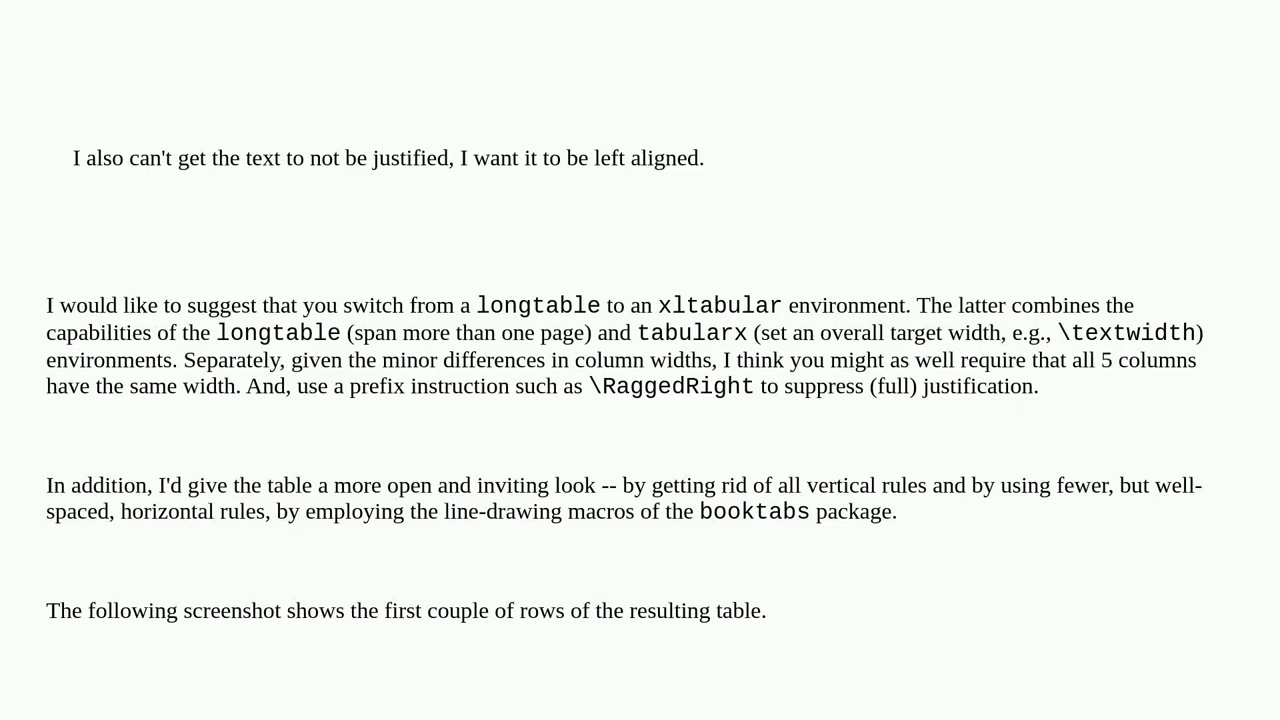 I also can't get the text to not be justified, I want it to be left aligned.
I would like to suggest that you switch from a longtable to an xltabular environment. The latter combines the
capabilities of the longtable (span more than one page) and tabularx (set an overall target width, e.g., \textwidth)
environments. Separately, given the minor differences in column widths, I think you might as well require that all 5 columns
have the same width. And, use a prefix instruction such as \RaggedRight to suppress (full) justification.
In addition, I'd give the table a more open and inviting look -- by getting rid of all vertical rules and by using fewer, but well-
spaced, horizontal rules, by employing the line-drawing macros of the booktabs package.
The following screenshot shows the first couple of rows of the resulting table.